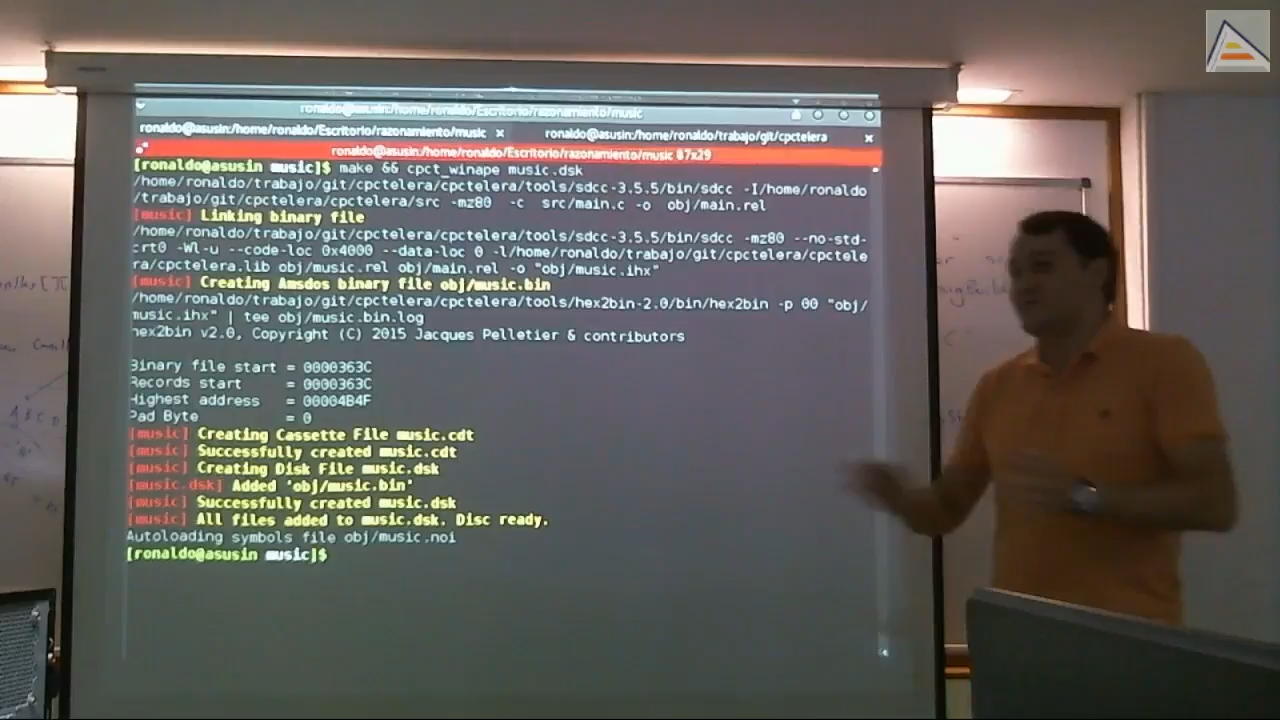 ronaldo@asusin:/home/ronaldo/Escritorio/razonamiento/music
ronaldo@asusin:/home/ronaldo/Escritorio/razonamiento/music × ronaldo@asusin:/home/ronaldo/trabajo/git/cpctelera ×
ronaldo@asusin:/home/ronaldo/Escritorio/razonamiento/music 87x29
[ronaldo@asusin music]$ make && cpct_winape music.dsk
/home/ronaldo/trabajo/git/cpctelera/cpctelera/tools/sdcc-3.5.5/bin/sdcc -I/home/ronaldo
/trabajo/git/cpctelera/cpctelera/src -mz80 -c src/main.c -o obj/main.rel
[music] Linking binary file
/home/ronaldo/trabajo/git/cpctelera/cpctelera/tools/sdcc-3.5.5/bin/sdcc -mz80 --no-std-
crt0 -Wl-u --code-loc 0x4000 --data-loc 0 -l/home/ronaldo/trabajo/git/cpctelera/cpctele
ra/cpctelera.lib obj/music.rel obj/main.rel -o "obj/music.ihx"
[music] Creating Amsdos binary file obj/music.bin
/home/ronaldo/trabajo/git/cpctelera/cpctelera/tools/hex2bin-2.0/bin/hex2bin -p 00 "obj/
music.ihx" | tee obj/music.bin.log
hex2bin v2.0, Copyright (C) 2015 Jacques Pelletier & contributors
Binary file start = 0000363C
Records start = 0000363C
Highest address = 00004B4F
Pad Byte = 0
[music] Creating Cassette File music.cdt
[music] Successfully created music.cdt
[music] Creating Disk File music.dsk
[music.dsk] Added 'obj/music.bin'
[music] Successfully created music.dsk
[music] All files added to music.dsk. Disc ready.
Autoloading symbols file obj/music.noi
[ronaldo@asusin music]$